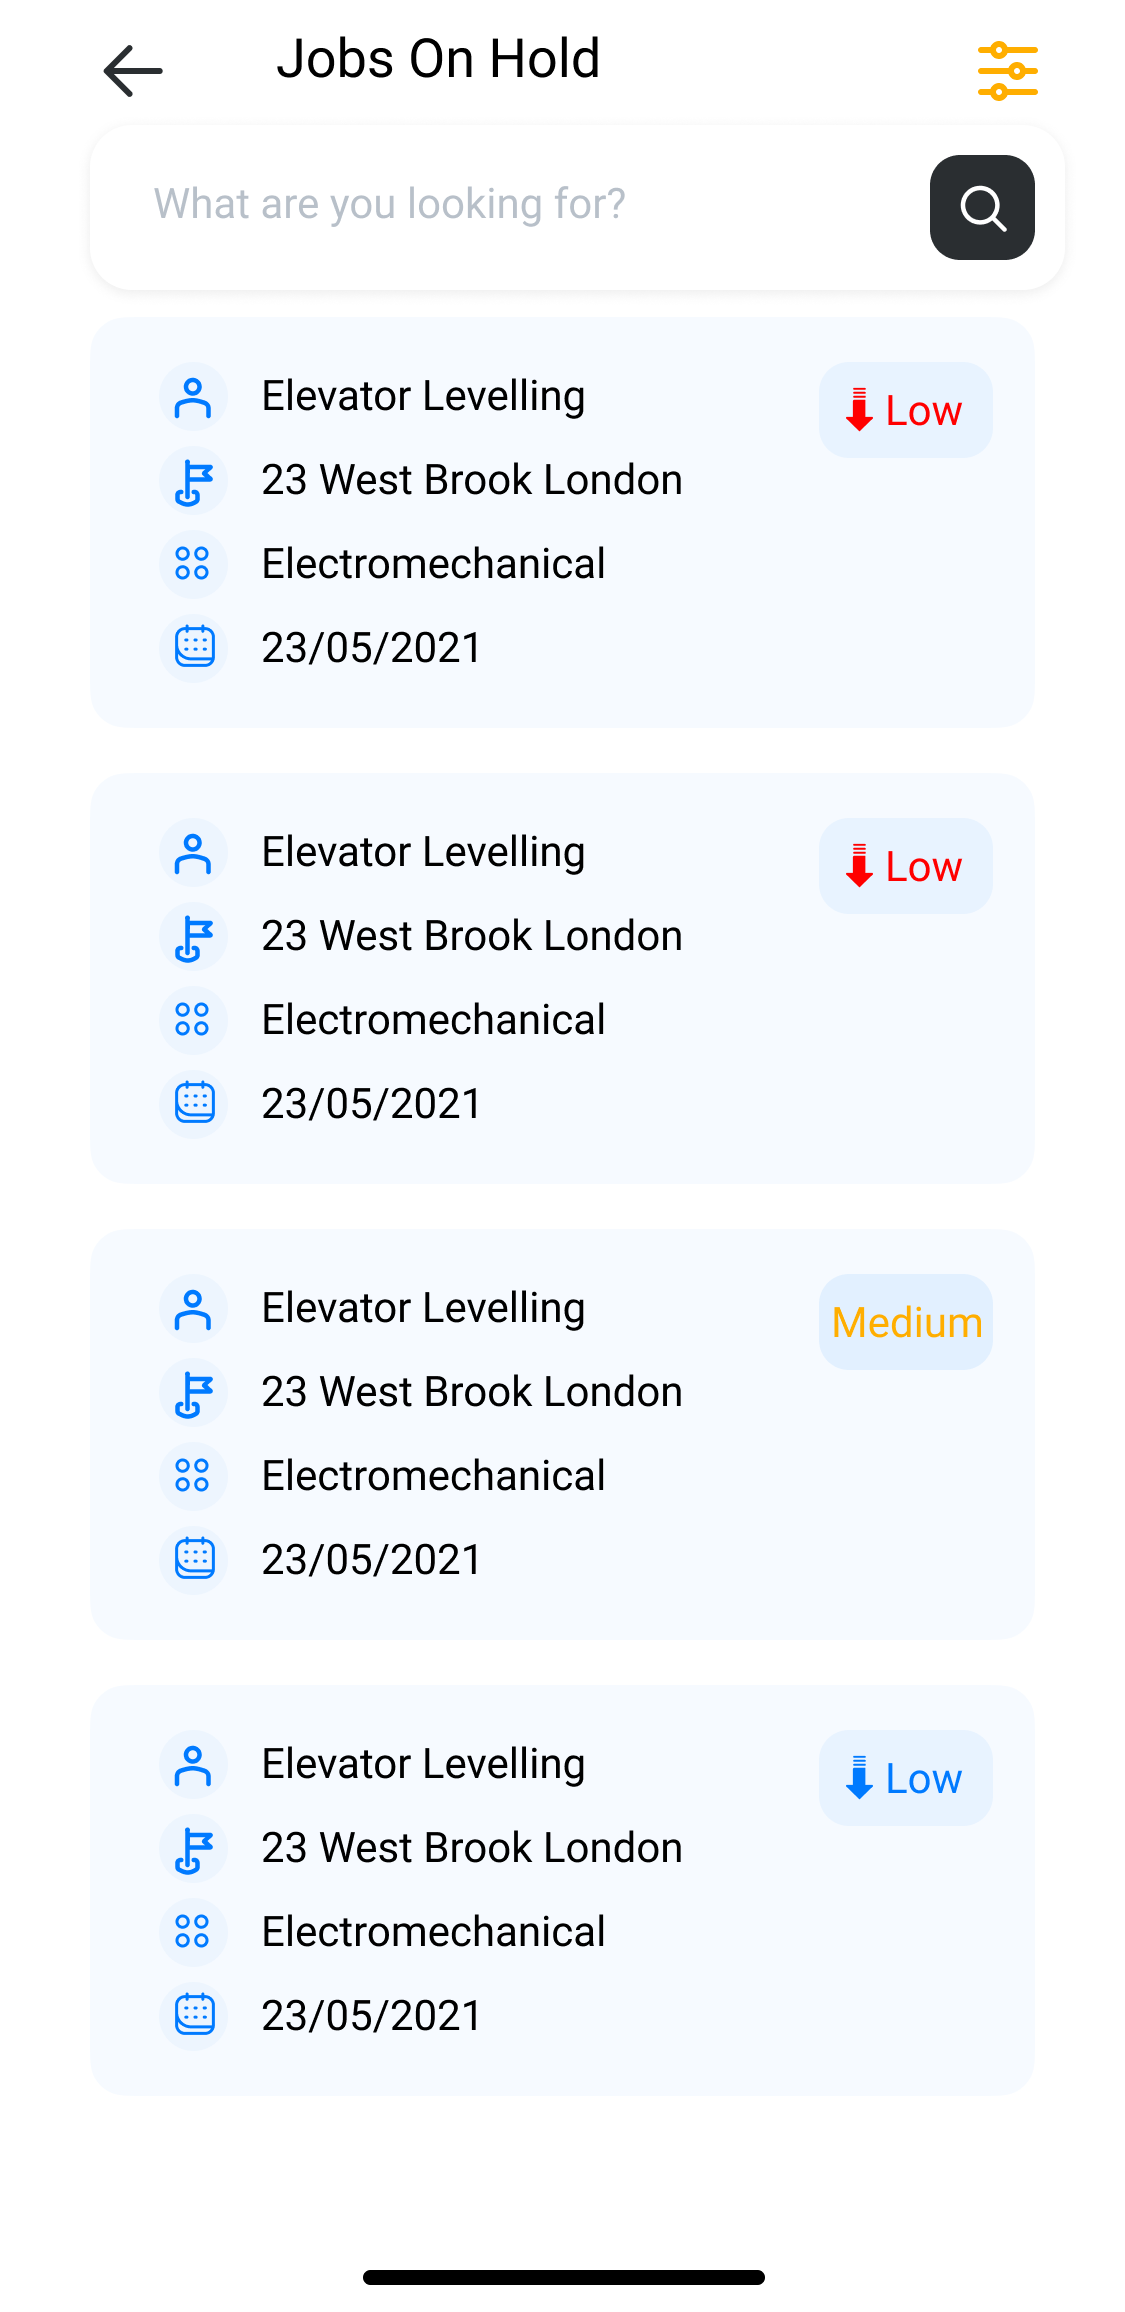 Jobs On Hold
What are you looking for?
Elevator Levelling
Low
23 West Brook London
Electromechanical
23/05/2021
Elevator Levelling
Low
23 West Brook London
Electromechanical
23/05/2021
Elevator Levelling
Medium
23 West Brook London
Electromechanical
23/05/2021
Elevator Levelling
Low
23 West Brook London
Electromechanical
23/05/2021